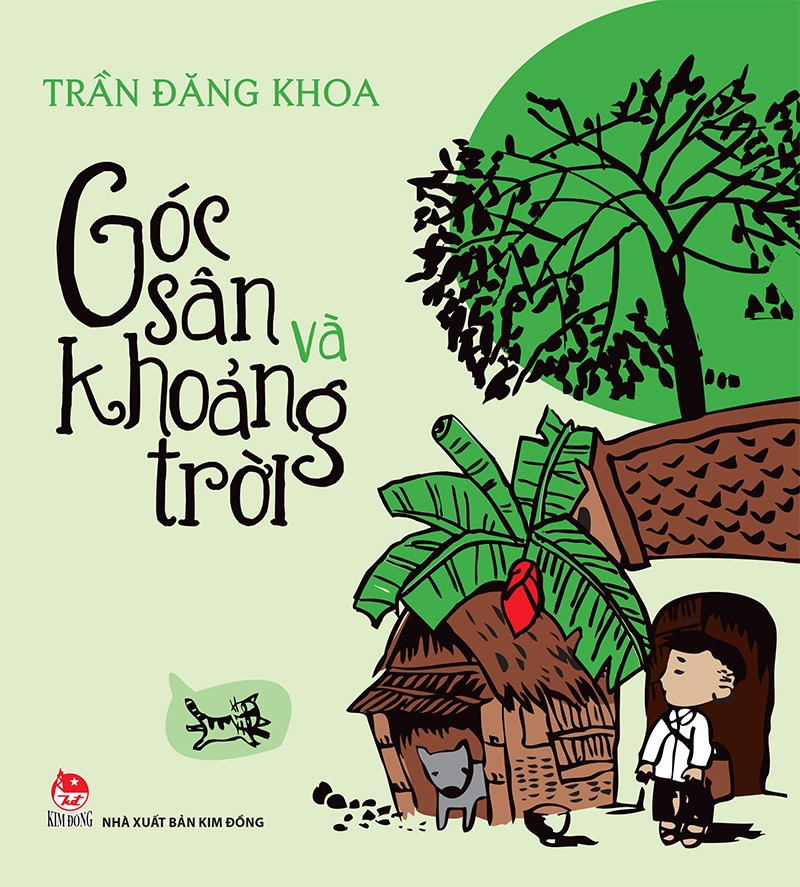 TRẦN ĐĂNG KHOA
Góc
sân và
khoảng
trời
KIM ĐỒNG
NHÀ XUẤT BẢN KIM ĐỒNG